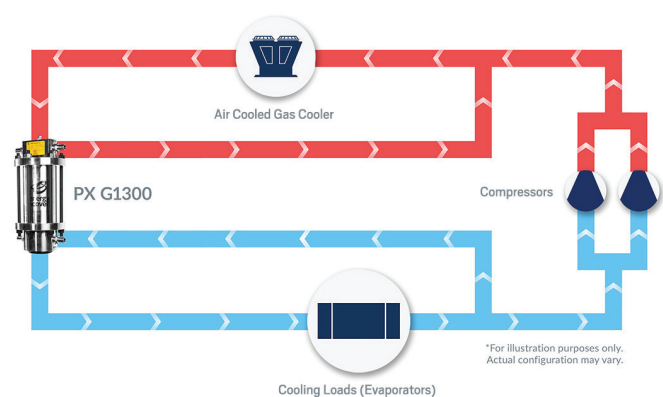 Air Cooled Gas Cooler
PX G1300
Compressors
*For illustration purposes only.
Actual configuration may vary.
Cooling Loads (Evaporators)